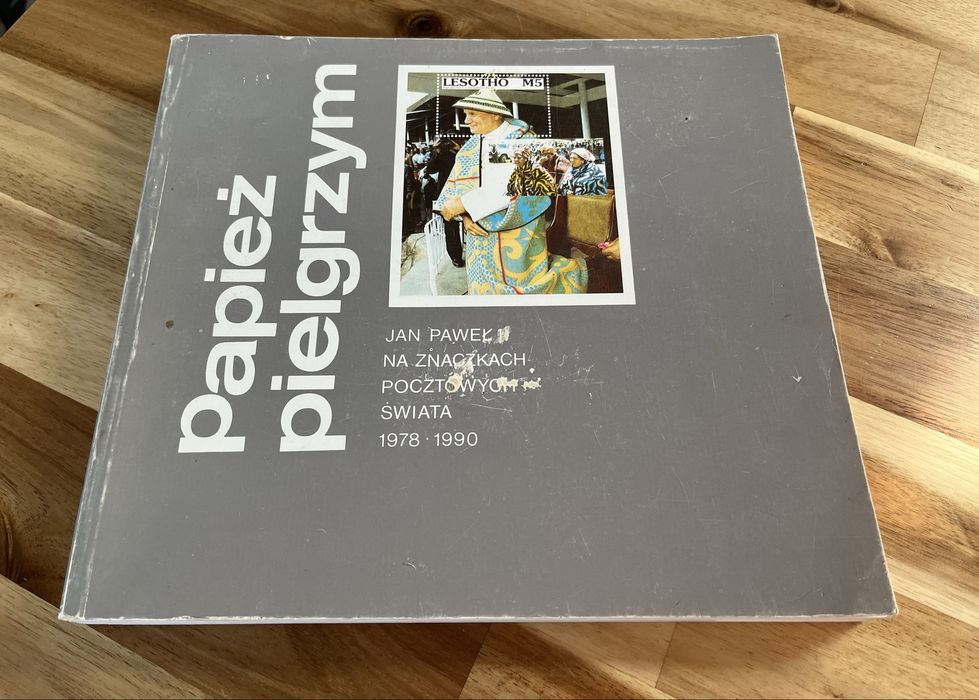 Papież
pielgrzym
LESOTHO M5
JAN PAWEŁ II
NA ZNACZKACH
POCZTOWYCH
ŚWIATA
1978 · 1990